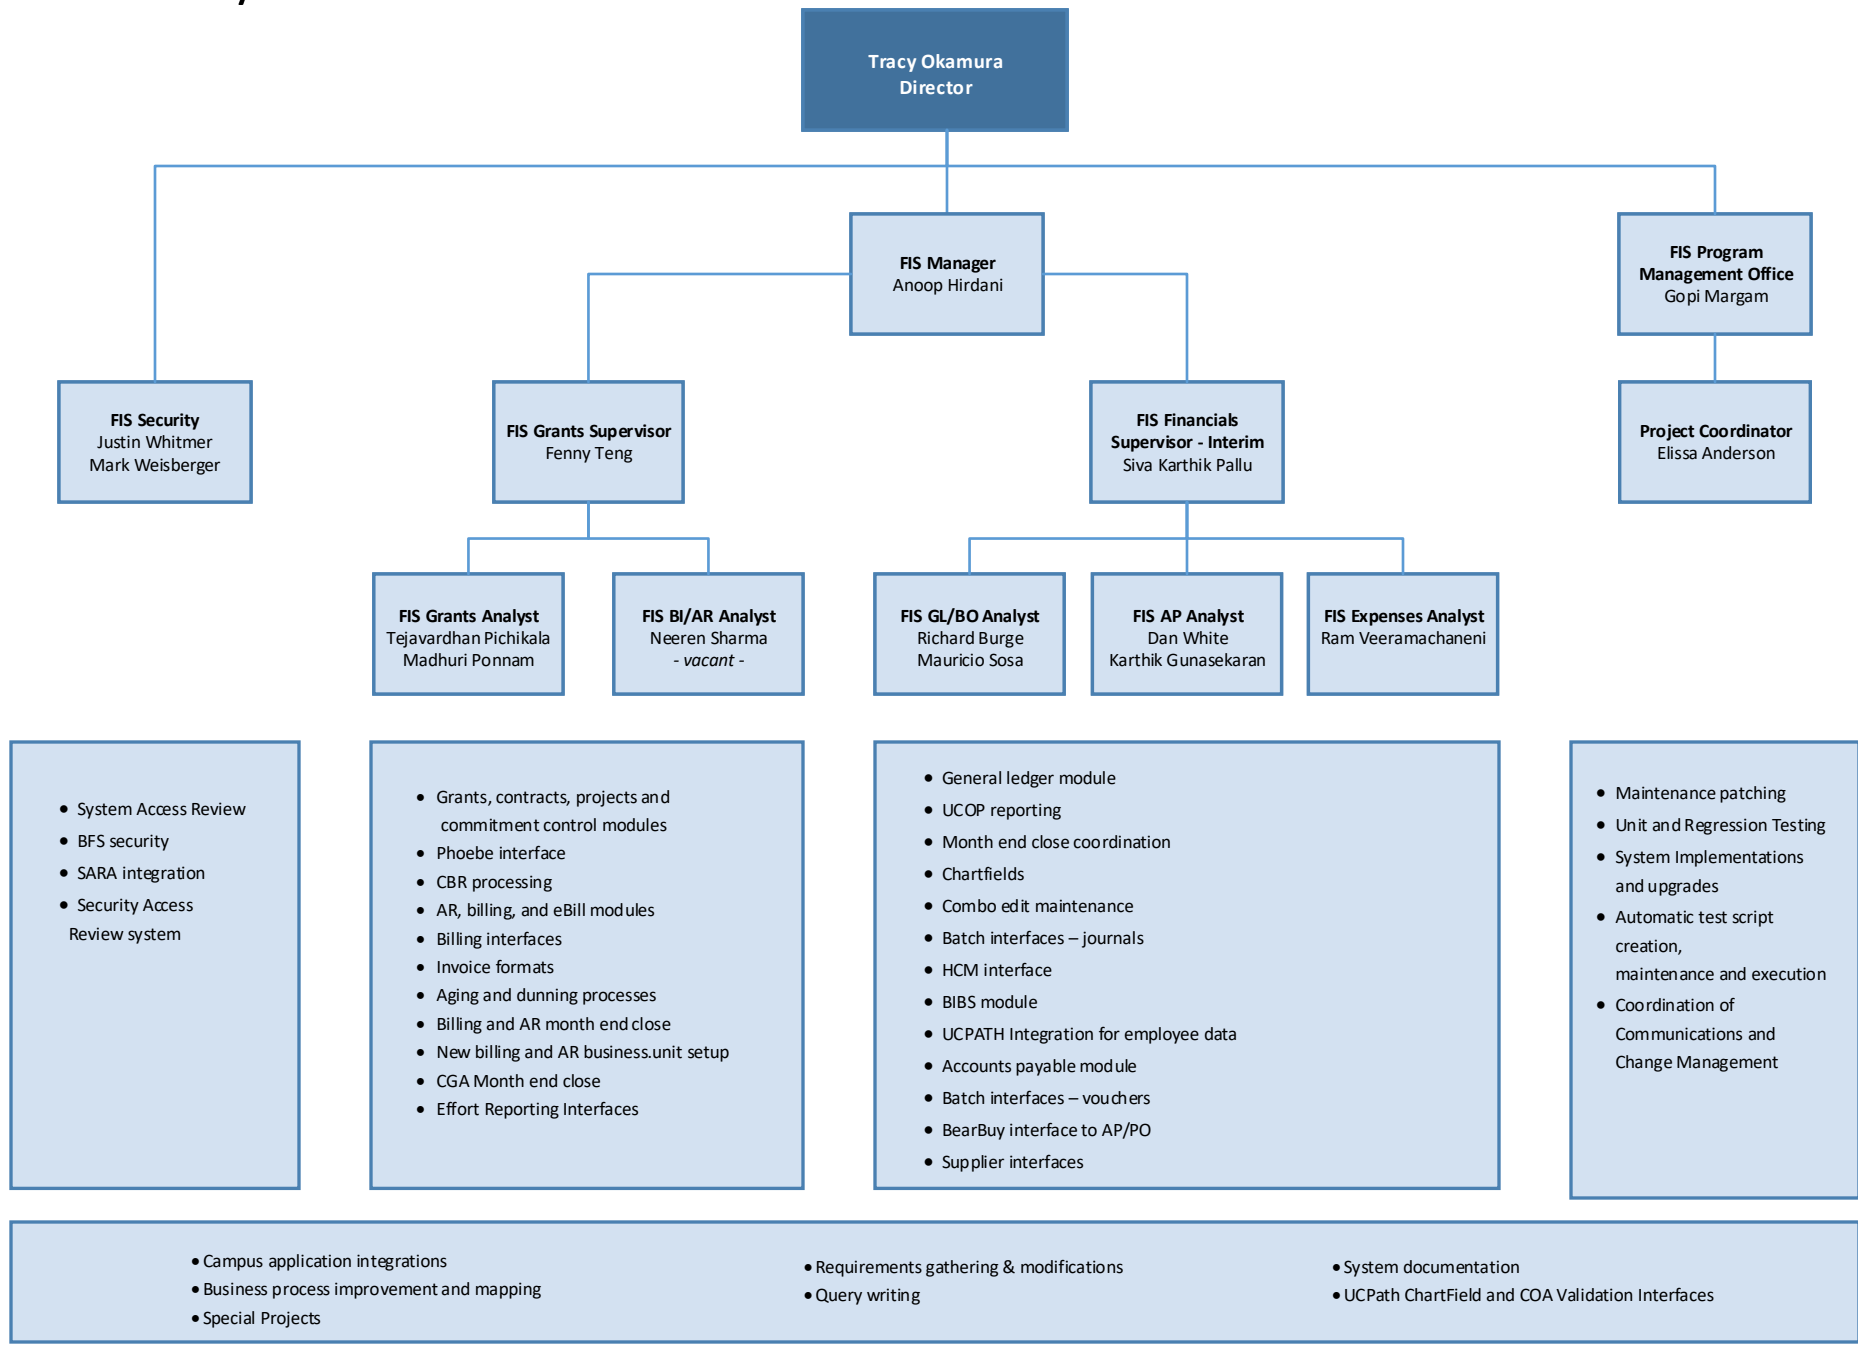 Tracy Okamura
Director
FIS Manager
Anoop Hirdani
FIS Program
Management Office
Gopi Margam
FIS Security
Justin Whitmer
Mark Weisberger
FIS Grants Supervisor
Fenny Teng
FIS Financials
Supervisor - Interim
Siva Karthik Pallu
Project Coordinator
Elissa Anderson
FIS Grants Analyst
Tejavardhan Pichikala
Madhuri Ponnam
FIS BI/AR Analyst
Neeren Sharma
- vacant -
FIS GL/BO Analyst
Richard Burge
Mauricio Sosa
FIS AP Analyst
Dan White
Karthik Gunasekaran
FIS Expenses Analyst
Ram Veeramachaneni
• System Access Review
• BFS security
• SARA integration
• Security Access
Review system
• Grants, contracts, projects and
commitment control modules
• Phoebe interface
• CBR processing
• AR, billing, and eBill modules
• Billing interfaces
• Invoice formats
• Aging and dunning processes
• Billing and AR month end close
• New billing and AR business.unit setup
• CGA Month end close
• Effort Reporting Interfaces
• General ledger module
• UCOP reporting
• Month end close coordination
• Chartfields
• Combo edit maintenance
• Batch interfaces – journals
• HCM interface
• BIBS module
• UCPATH Integration for employee data
• Accounts payable module
• Batch interfaces – vouchers
• BearBuy interface to AP/PO
• Supplier interfaces
• Maintenance patching
• Unit and Regression Testing
• System Implementations
and upgrades
• Automatic test script
creation,
maintenance and execution
• Coordination of
Communications and
Change Management
• Campus application integrations
• Business process improvement and mapping
• Special Projects
• Requirements gathering & modifications
• Query writing
• System documentation
• UCPath ChartField and COA Validation Interfaces